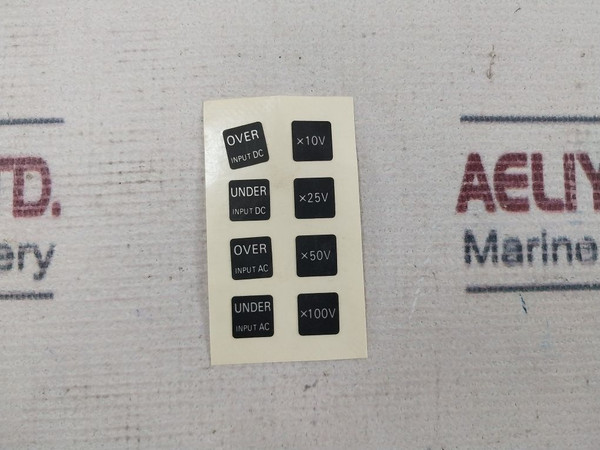 OVER
INPUT DC
×10V
UNDER
INPUT DC
×25V
OVER
INPUT AC
×50V
UNDER
INPUT AC
×100V
TD.
ery
AELIY
Marine